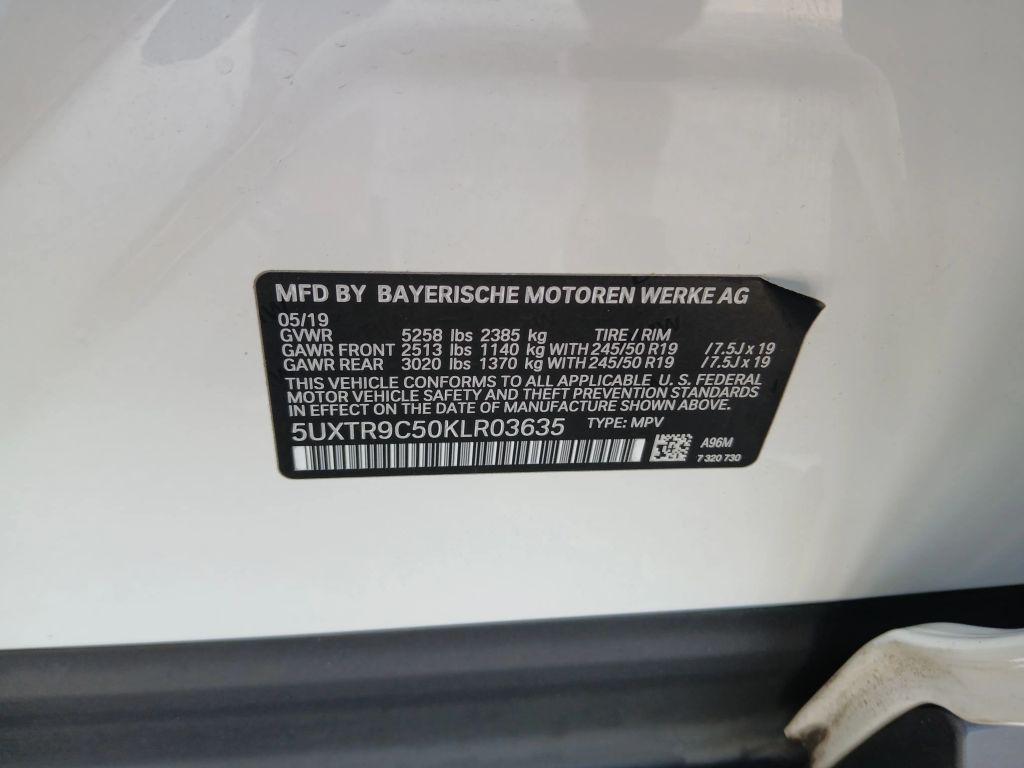 MFD BY BAYERISCHE MOTOREN WERKE AG
05/19
GVWR 5258 lbs 2385 kg TIRE / RIM
GAWR FRONT 2513 lbs 1140 kg WITH 245/50 R19 /7.5J x 19
GAWR REAR 3020 lbs 1370 kg WITH 245/50 R19 /7.5J x 19
THIS VEHICLE CONFORMS TO ALL APPLICABLE U. S. FEDERAL
MOTOR VEHICLE SAFETY AND THEFT PREVENTION STANDARDS
IN EFFECT ON THE DATE OF MANUFACTURE SHOWN ABOVE.
5UXTR9C50KLR03635 TYPE: MPV
A96M
7 320 730